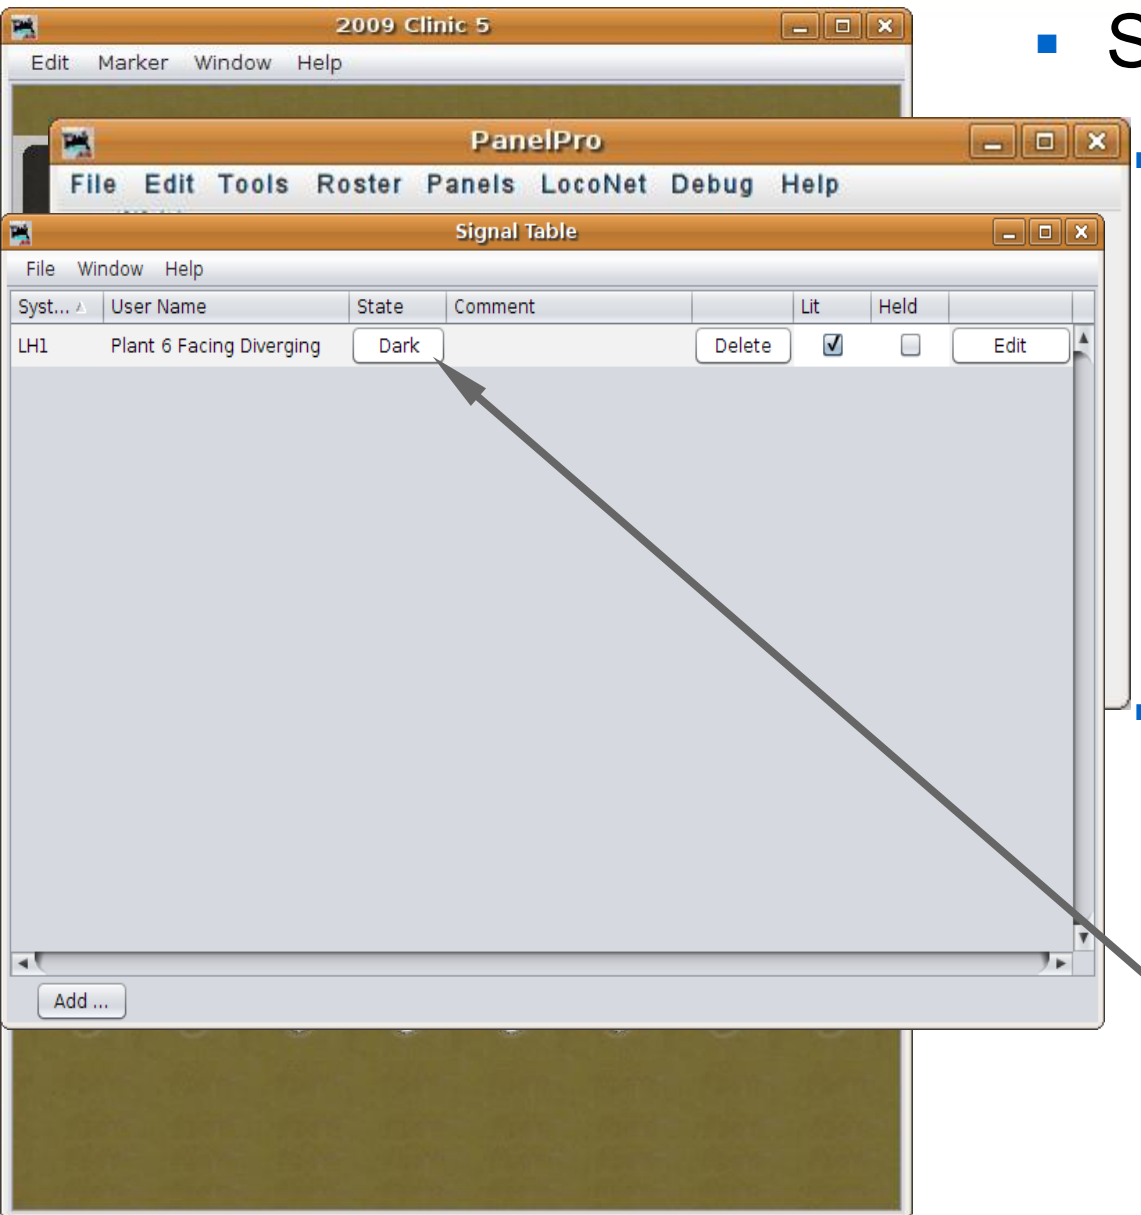 2009 Clinic 5
Edit Marker Window Help
S
PanelPro
File Edit Tools Roster Panels LocoNet Debug Help
Signal Table
File Window Help
Syst... User Name State Comment Lit Held
LH1 Plant 6 Facing Diverging Dark Delete Edit
Add ...